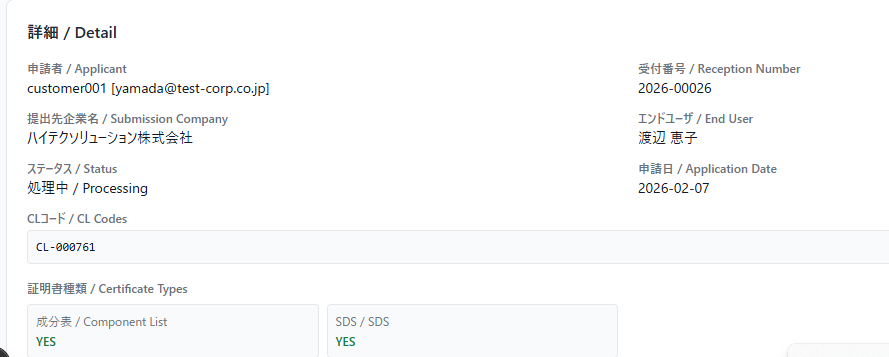 詳細 / Detail
申請者 / Applicant
customer001 [yamada@test-corp.co.jp]
受付番号 / Reception Number
2026-00026
提出先企業名 / Submission Company
ハイテクソリューション株式会社
エンドユーザ / End User
渡辺 恵子
ステータス / Status
処理中 / Processing
申請日 / Application Date
2026-02-07
CLコード / CL Codes
CL-000761
証明書種類 / Certificate Types
成分表 / Component List
YES
SDS / SDS
YES